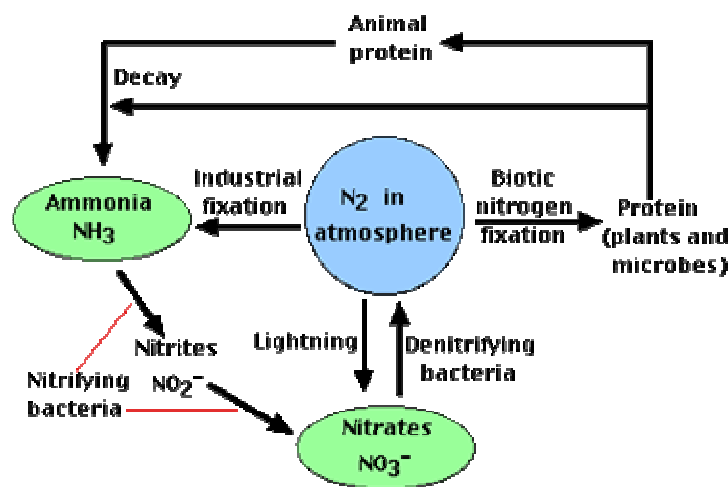 Animal
protein
Decay
Industrial
fixation
Ammonia
NH3
N2 in
atmosphere
Biotic
nitrogen
fixation
Protein
(plants and
microbes)
Nitrites
NO2−
Lightning
Denitrifying
bacteria
Nitrifying
bacteria
Nitrates
NO3−